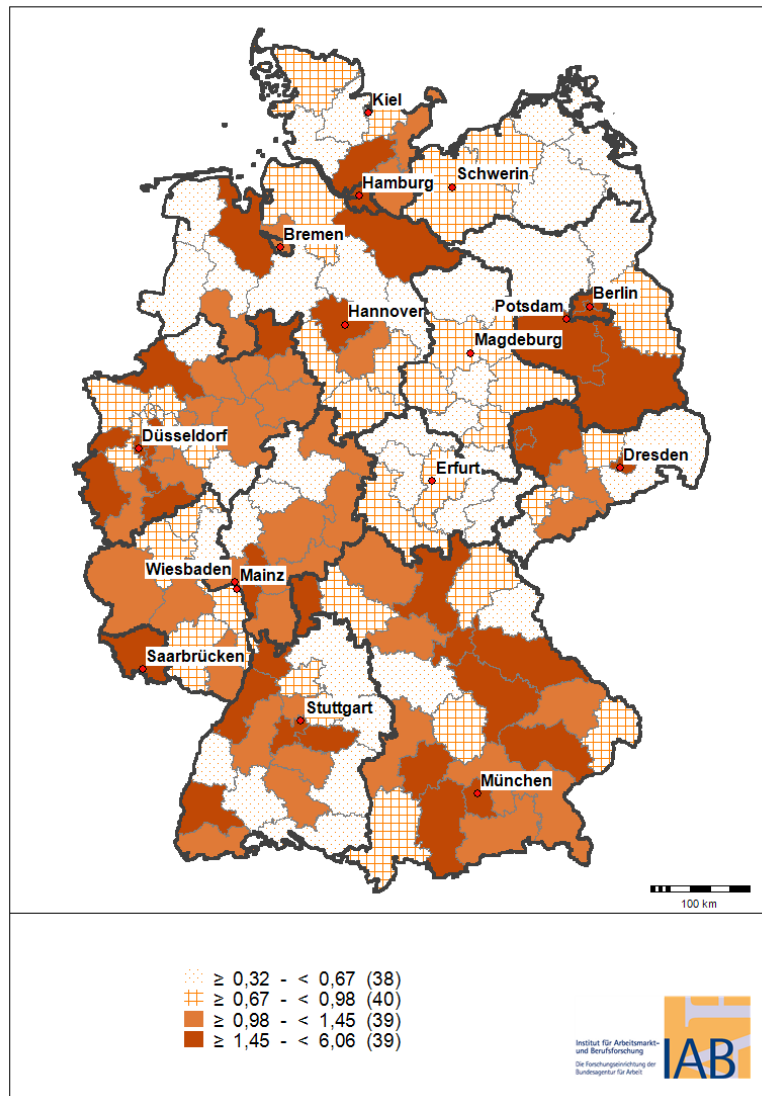 Kiel
Schwerin
Hamburg
Bremen
Berlin
Potsdam
Hannover
Magdeburg
Düsseldorf
Dresden
Erfurt
Wiesbaden
Mainz
Saarbrücken
Stuttgart
München
100 km
≥ 0,32 - < 0,67 (38)
≥ 0,67 - < 0,98 (40)
≥ 0,98 - < 1,45 (39)
≥ 1,45 - < 6,06 (39)
Institut für Arbeitsmarkt-
und Berufsforschung
Die Forschungseinrichtung der
Bundesagentur für Arbeit
IAB